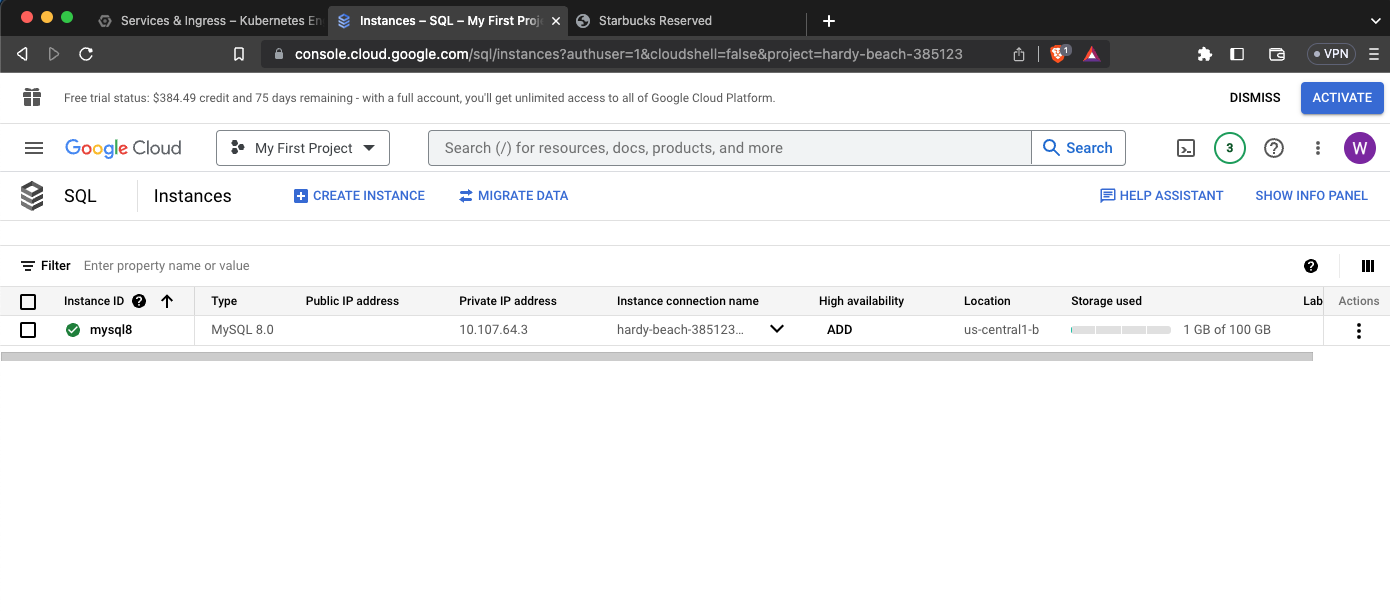 Services & Ingress – Kubernetes En
Instances – SQL – My First Proj
Starbucks Reserved
console.cloud.google.com/sql/instances?authuser=1&cloudshell=false&project=hardy-beach-385123
1
VPN
Free trial status: $384.49 credit and 75 days remaining - with a full account, you'll get unlimited access to all of Google Cloud Platform.
DISMISS
ACTIVATE
Google Cloud
My First Project
Search (/) for resources, docs, products, and more
Search
3
W
SQL
Instances
CREATE INSTANCE
MIGRATE DATA
HELP ASSISTANT
SHOW INFO PANEL
Filter Enter property name or value
Instance ID Type Public IP address Private IP address Instance connection name High availability Location Storage used Lab Actions
mysql8 MySQL 8.0 10.107.64.3 hardy-beach-385123... ADD us-central1-b 1 GB of 100 GB